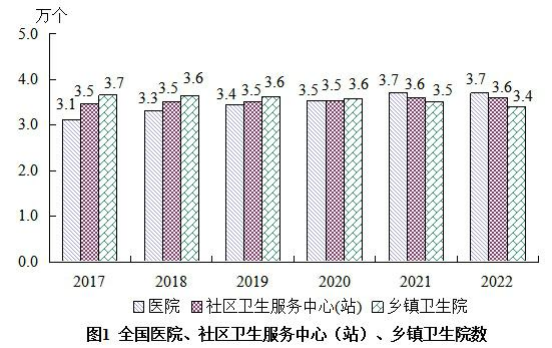 万个
5.0
4.0
3.0
2.0
1.0
0.0
3.1 3.5 3.7
3.3 3.5 3.6
3.4 3.5 3.6
3.5 3.5 3.6
3.7 3.6 3.5
3.7 3.6 3.4
2017 2018 2019 2020 2021 2022
医院 社区卫生服务中心(站) 乡镇卫生院
图1 全国医院、社区卫生服务中心（站）、乡镇卫生院数